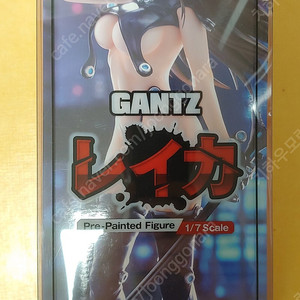 GANTZ
レイカ
Pre-Painted Figure
1/7 Scale